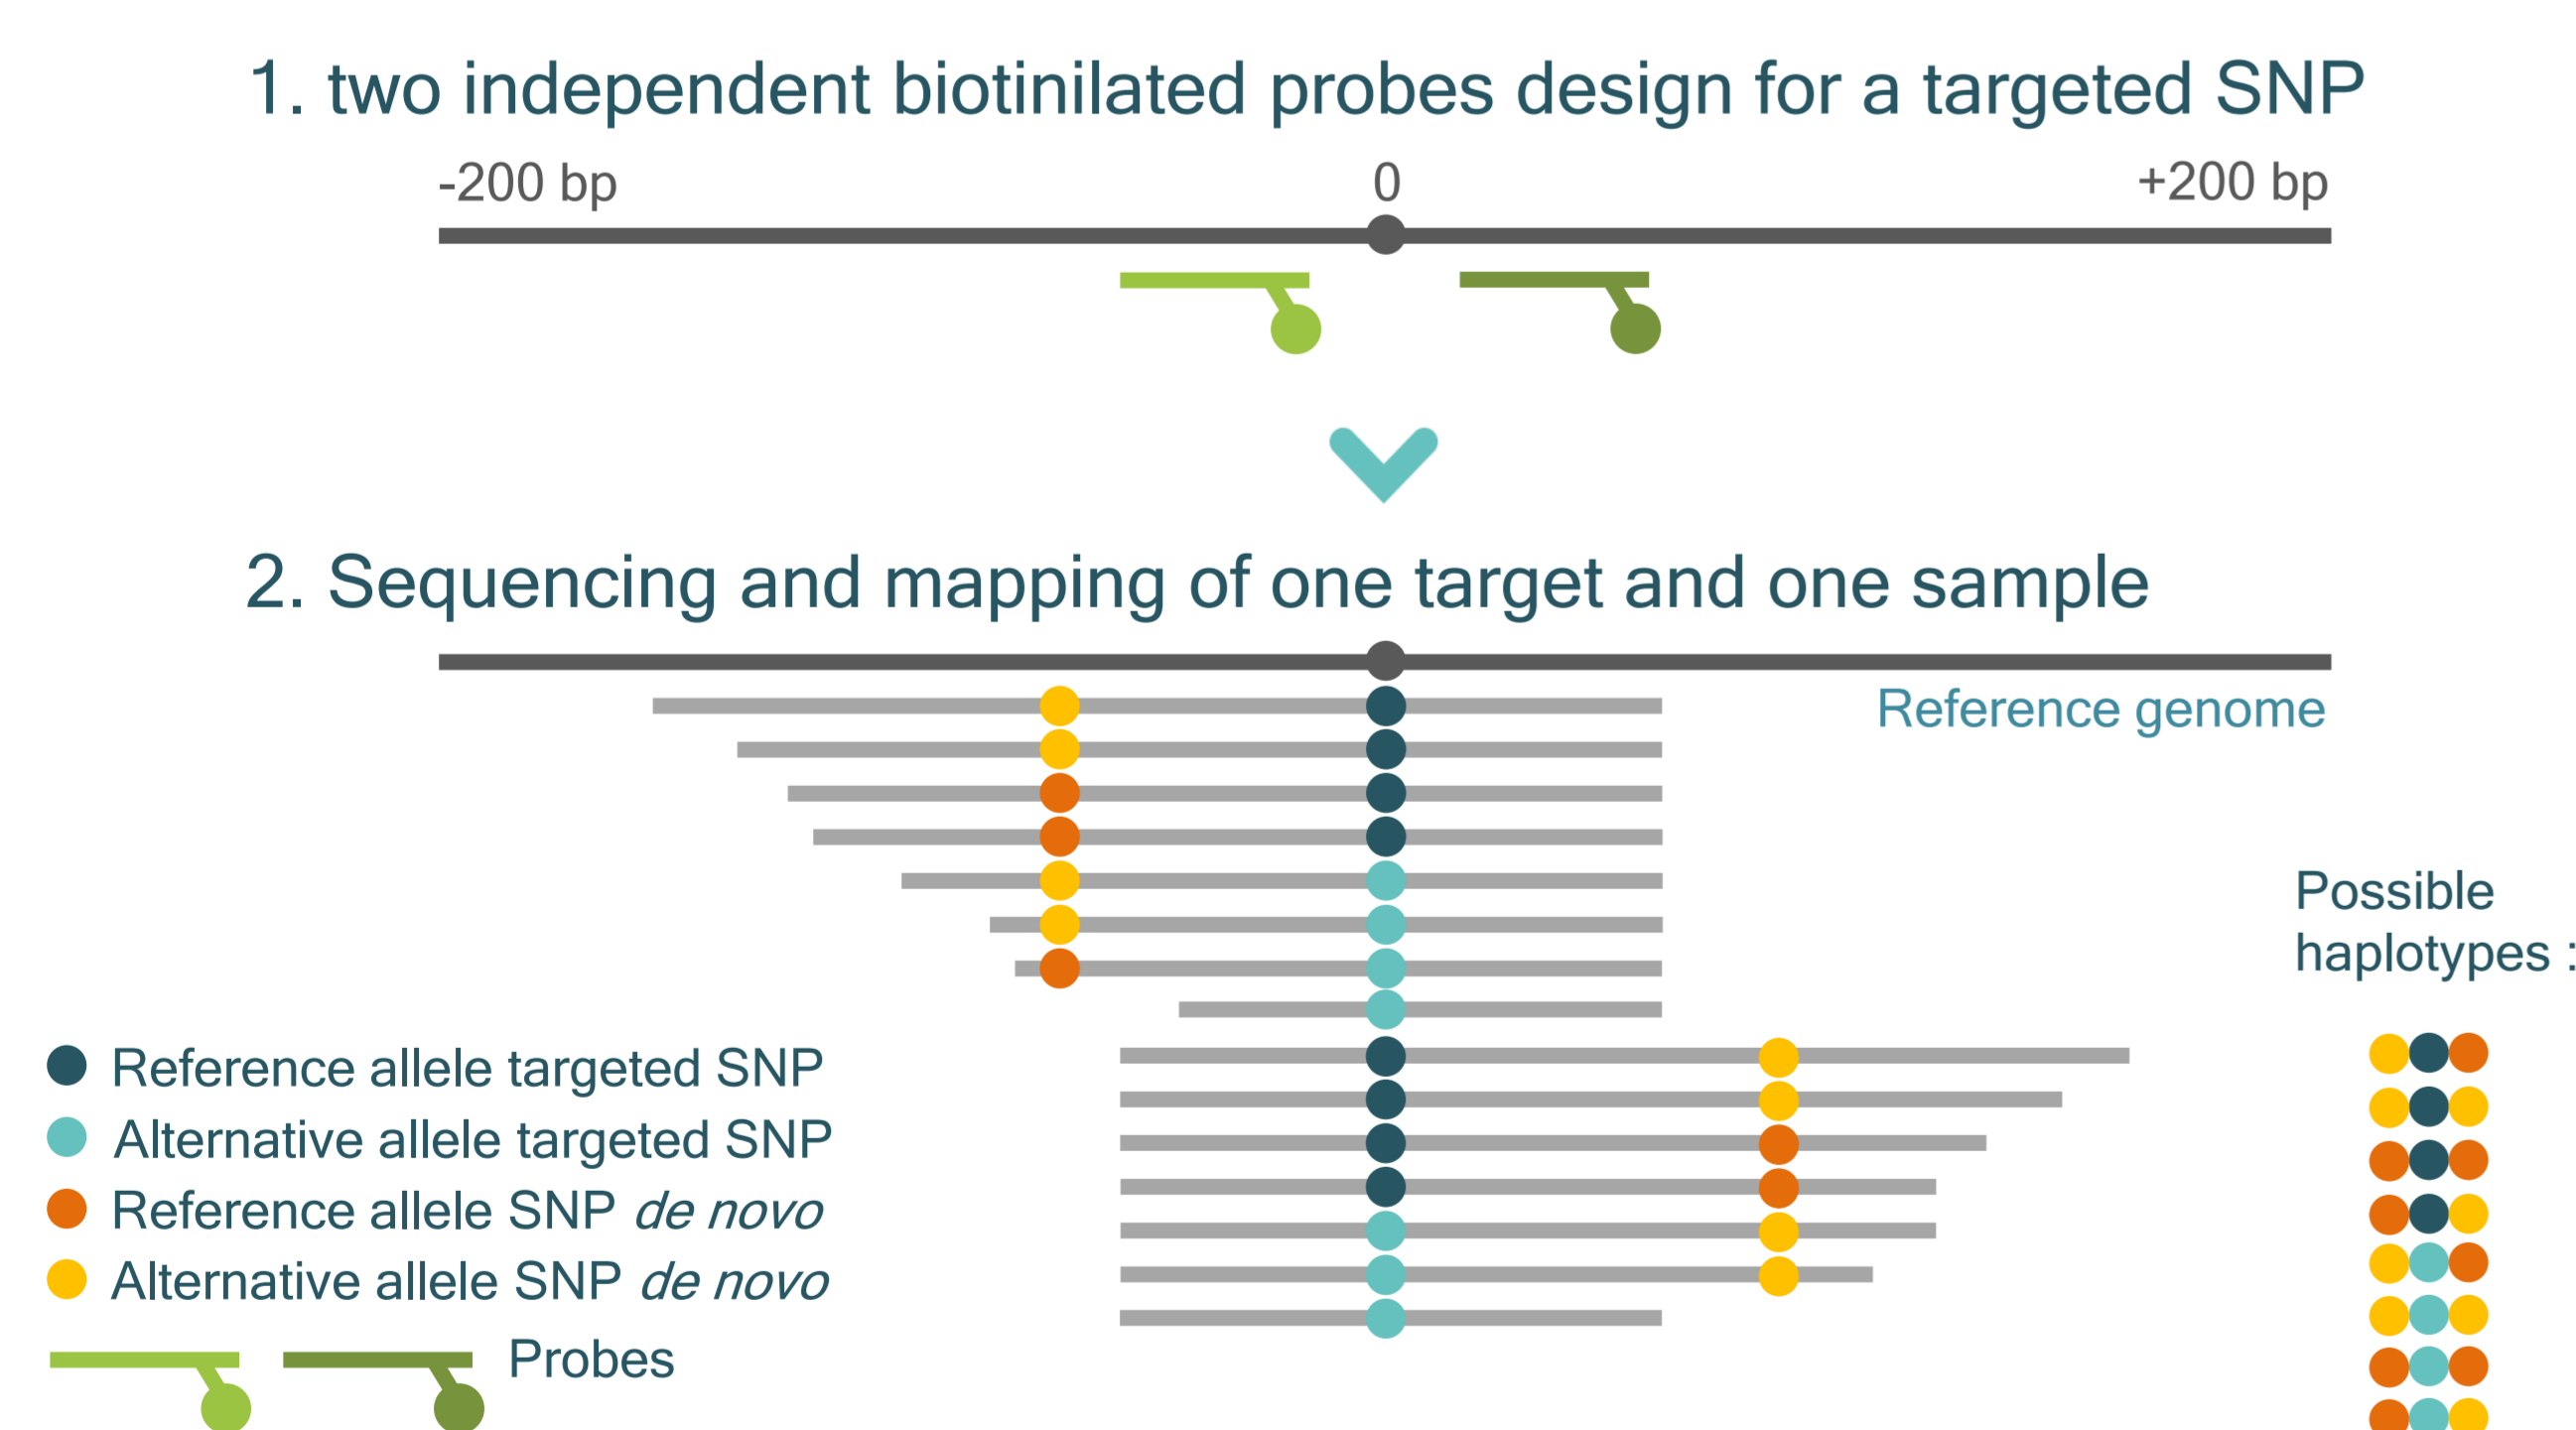 1. two independent biotinilated probes design for a targeted SNP
-200 bp
0
+200 bp
2. Sequencing and mapping of one target and one sample
Reference genome
Possible
haplotypes :
Reference allele targeted SNP
Alternative allele targeted SNP
Reference allele SNP de novo
Alternative allele SNP de novo
Probes